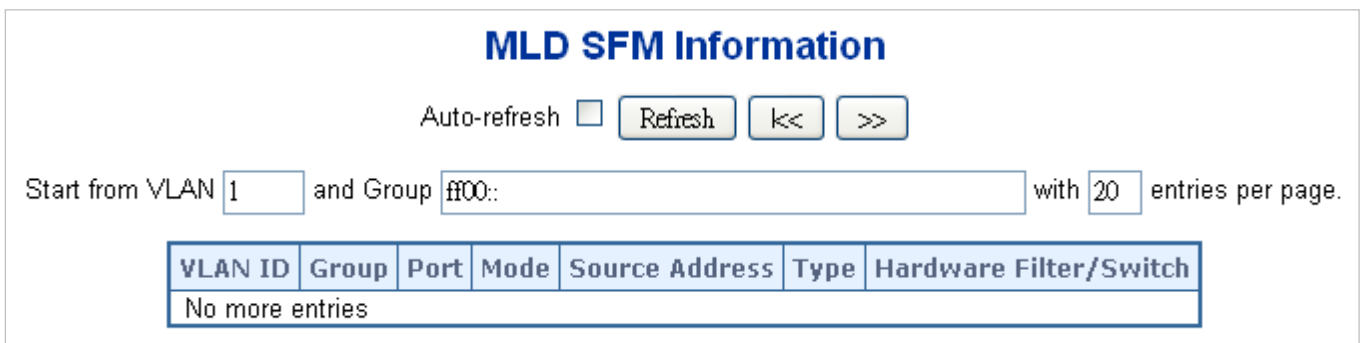 MLD SFM Information
Auto-refresh Refresh |<< >>
Start from VLAN 1 and Group ff00:: with 20 entries per page.
VLAN ID Group Port Mode Source Address Type Hardware Filter/Switch
No more entries